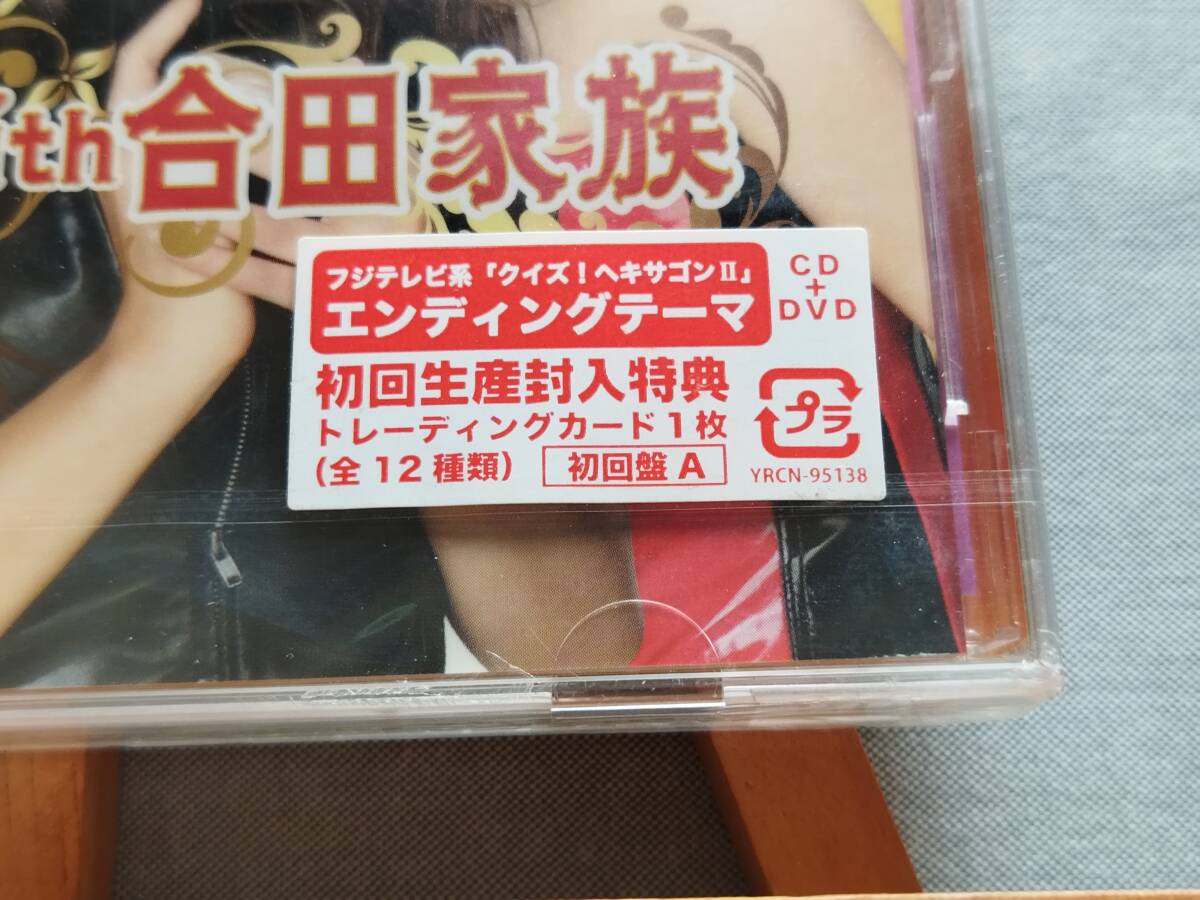 ith合田家族
フジテレビ系「クイズ!ヘキサゴンⅡ」
エンディングテーマ
CD
+
DVD
初回生産封入特典
トレーディングカード1枚
(全12種類) 初回盤 A
プラ
YRCN-95138